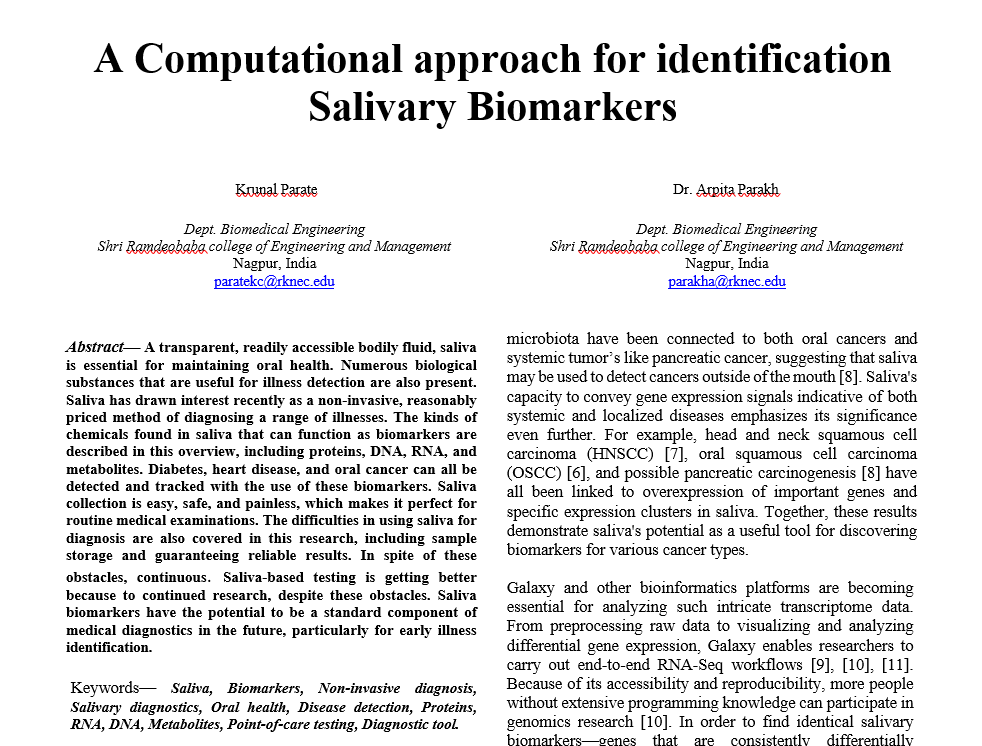 A Computational approach for identification
Salivary Biomarkers
Krunal Parate
Dept. Biomedical Engineering
Shri Ramdeobaba college of Engineering and Management
Nagpur, India
paratekc@rknec.edu
Dr. Arpita Parakh
Dept. Biomedical Engineering
Shri Ramdeobaba college of Engineering and Management
Nagpur, India
parakha@rknec.edu
Abstract— A transparent, readily accessible bodily fluid, saliva
is essential for maintaining oral health. Numerous biological
substances that are useful for illness detection are also present.
Saliva has drawn interest recently as a non-invasive, reasonably
priced method of diagnosing a range of illnesses. The kinds of
chemicals found in saliva that can function as biomarkers are
described in this overview, including proteins, DNA, RNA, and
metabolites. Diabetes, heart disease, and oral cancer can all be
detected and tracked with the use of these biomarkers. Saliva
collection is easy, safe, and painless, which makes it perfect for
routine medical examinations. The difficulties in using saliva for
diagnosis are also covered in this research, including sample
storage and guaranteeing reliable results. In spite of these
obstacles, continuous. Saliva-based testing is getting better
because to continued research, despite these obstacles. Saliva
biomarkers have the potential to be a standard component of
medical diagnostics in the future, particularly for early illness
identification.
Keywords— Saliva, Biomarkers, Non-invasive diagnosis,
Salivary diagnostics, Oral health, Disease detection, Proteins,
RNA, DNA, Metabolites, Point-of-care testing, Diagnostic tool.
microbiota have been connected to both oral cancers and
systemic tumor’s like pancreatic cancer, suggesting that saliva
may be used to detect cancers outside of the mouth [8]. Saliva's
capacity to convey gene expression signals indicative of both
systemic and localized diseases emphasizes its significance
even further. For example, head and neck squamous cell
carcinoma (HNSCC) [7], oral squamous cell carcinoma
(OSCC) [6], and possible pancreatic carcinogenesis [8] have
all been linked to overexpression of important genes and
specific expression clusters in saliva. Together, these results
demonstrate saliva's potential as a useful tool for discovering
biomarkers for various cancer types.
Galaxy and other bioinformatics platforms are becoming
essential for analyzing such intricate transcriptome data.
From preprocessing raw data to visualizing and analyzing
differential gene expression, Galaxy enables researchers to
carry out end-to-end RNA-Seq workflows [9], [10], [11].
Because of its accessibility and reproducibility, more people
without extensive programming knowledge can participate in
genomics research [10]. In order to find identical salivary
biomarkers—genes that are consistently differentially